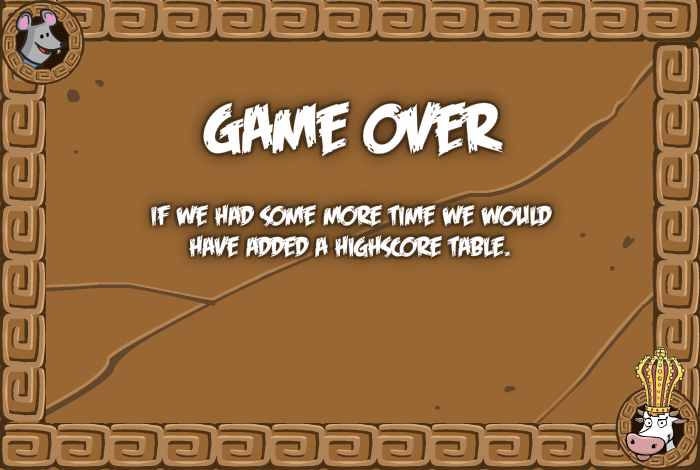 GAME OVER
IF WE HAD SOME MORE TIME WE WOULD
HAVE ADDED A HIGHSCORE TABLE.